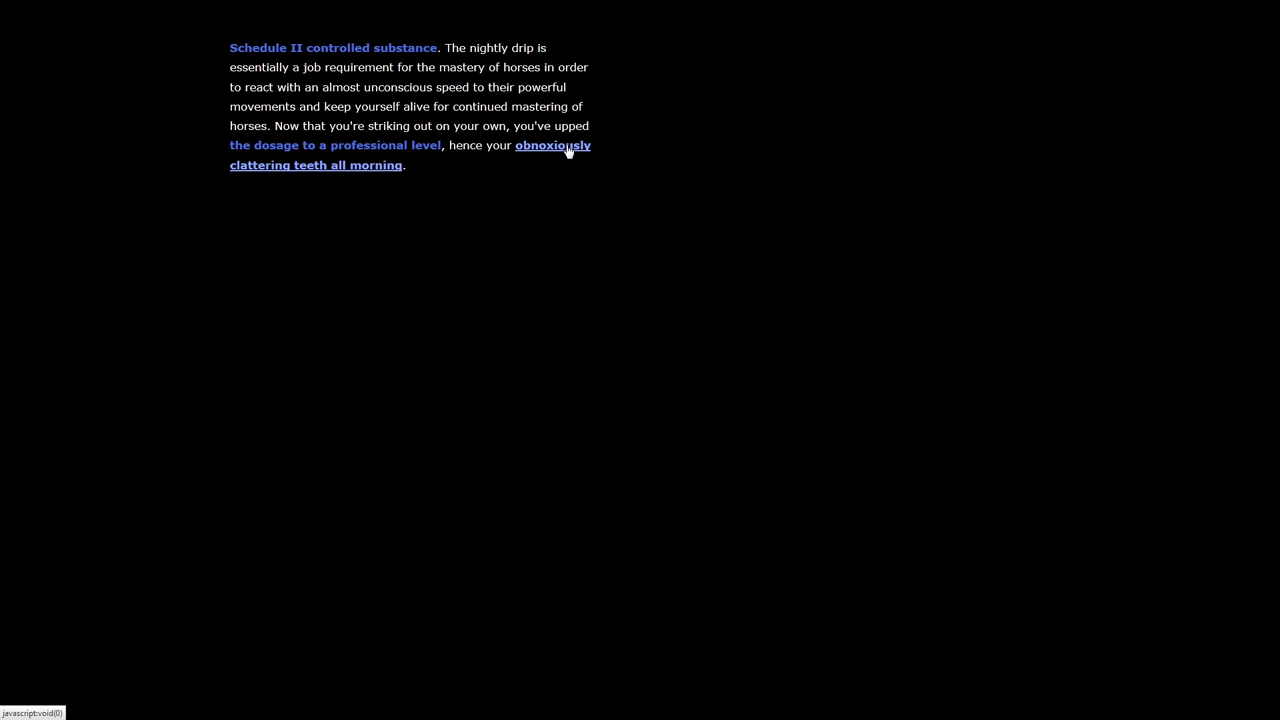 Schedule II controlled substance. The nightly drip is
essentially a job requirement for the mastery of horses in order
to react with an almost unconscious speed to their powerful
movements and keep yourself alive for continued mastering of
horses. Now that you're striking out on your own, you've upped
the dosage to a professional level, hence your obnoxiously
clattering teeth all morning.
javascript:void(0)